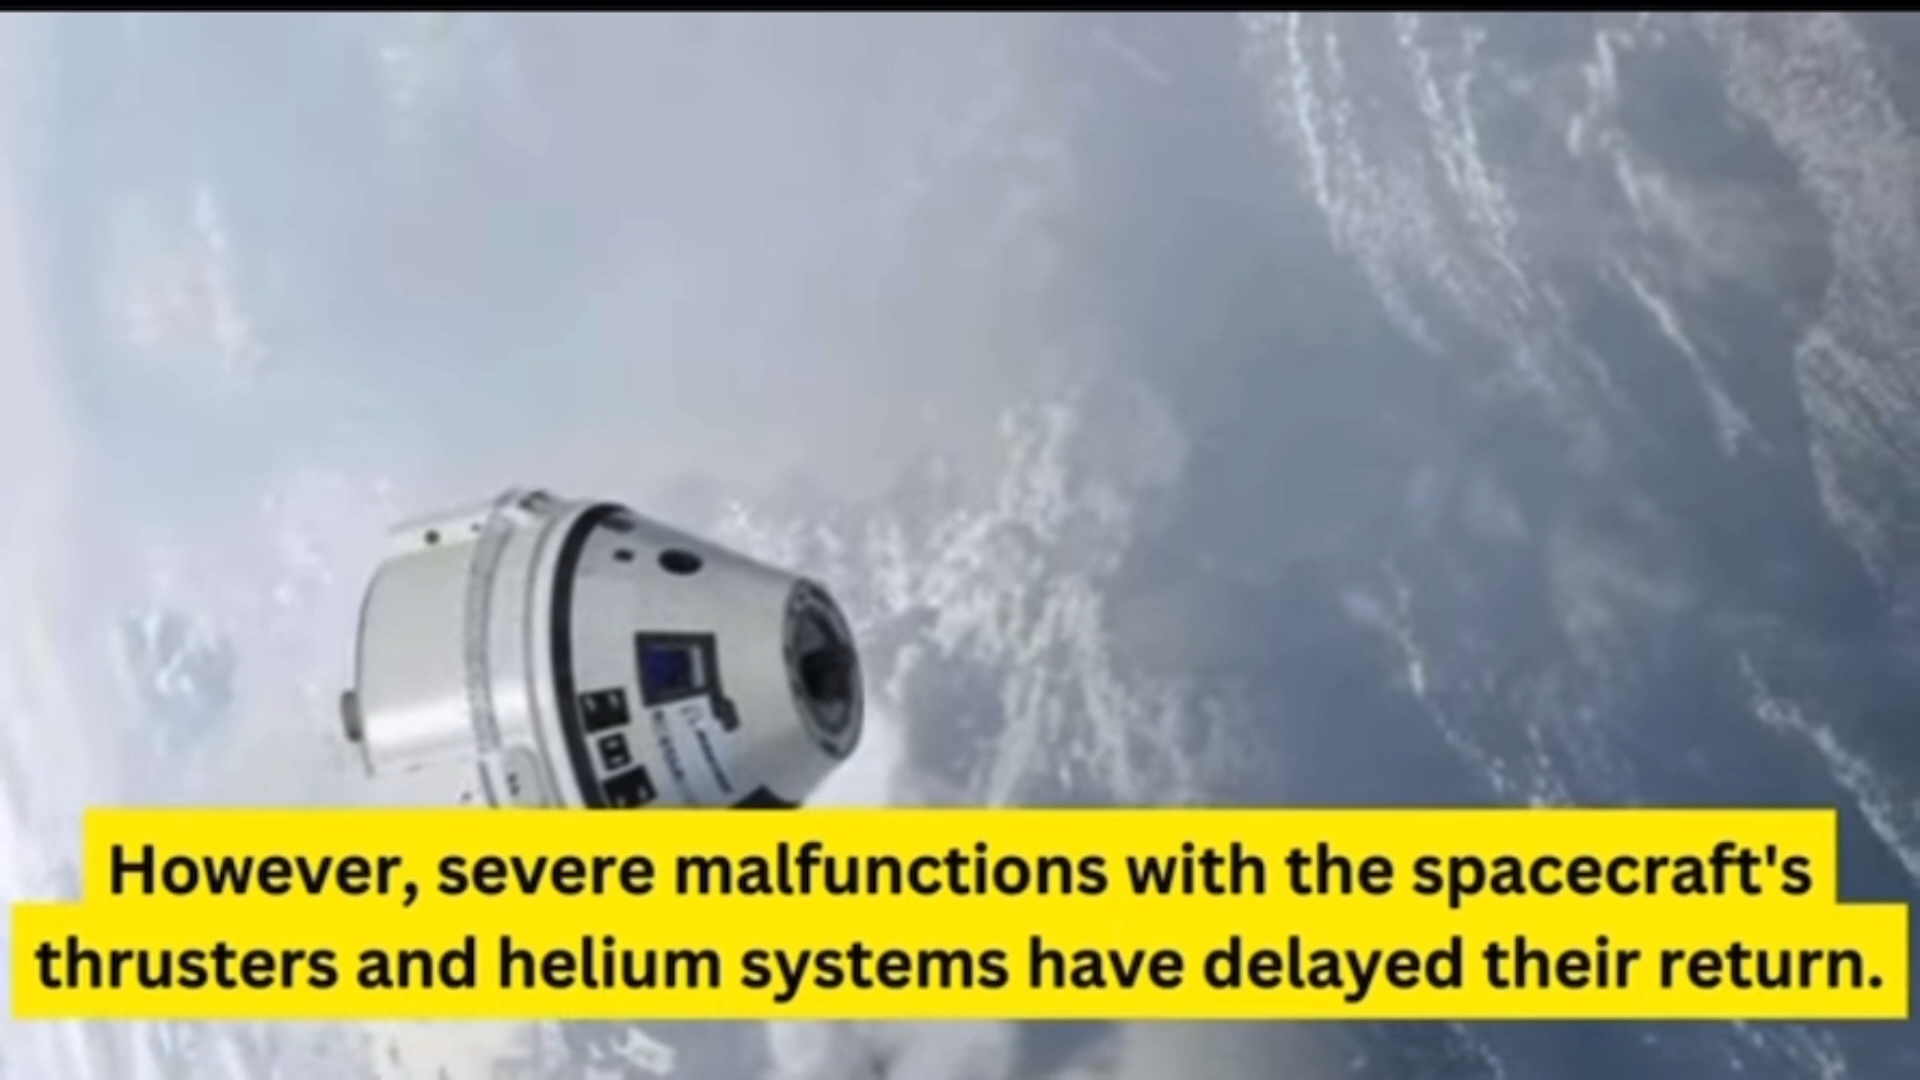 However, severe malfunctions with the spacecraft's
thrusters and helium systems have delayed their return.